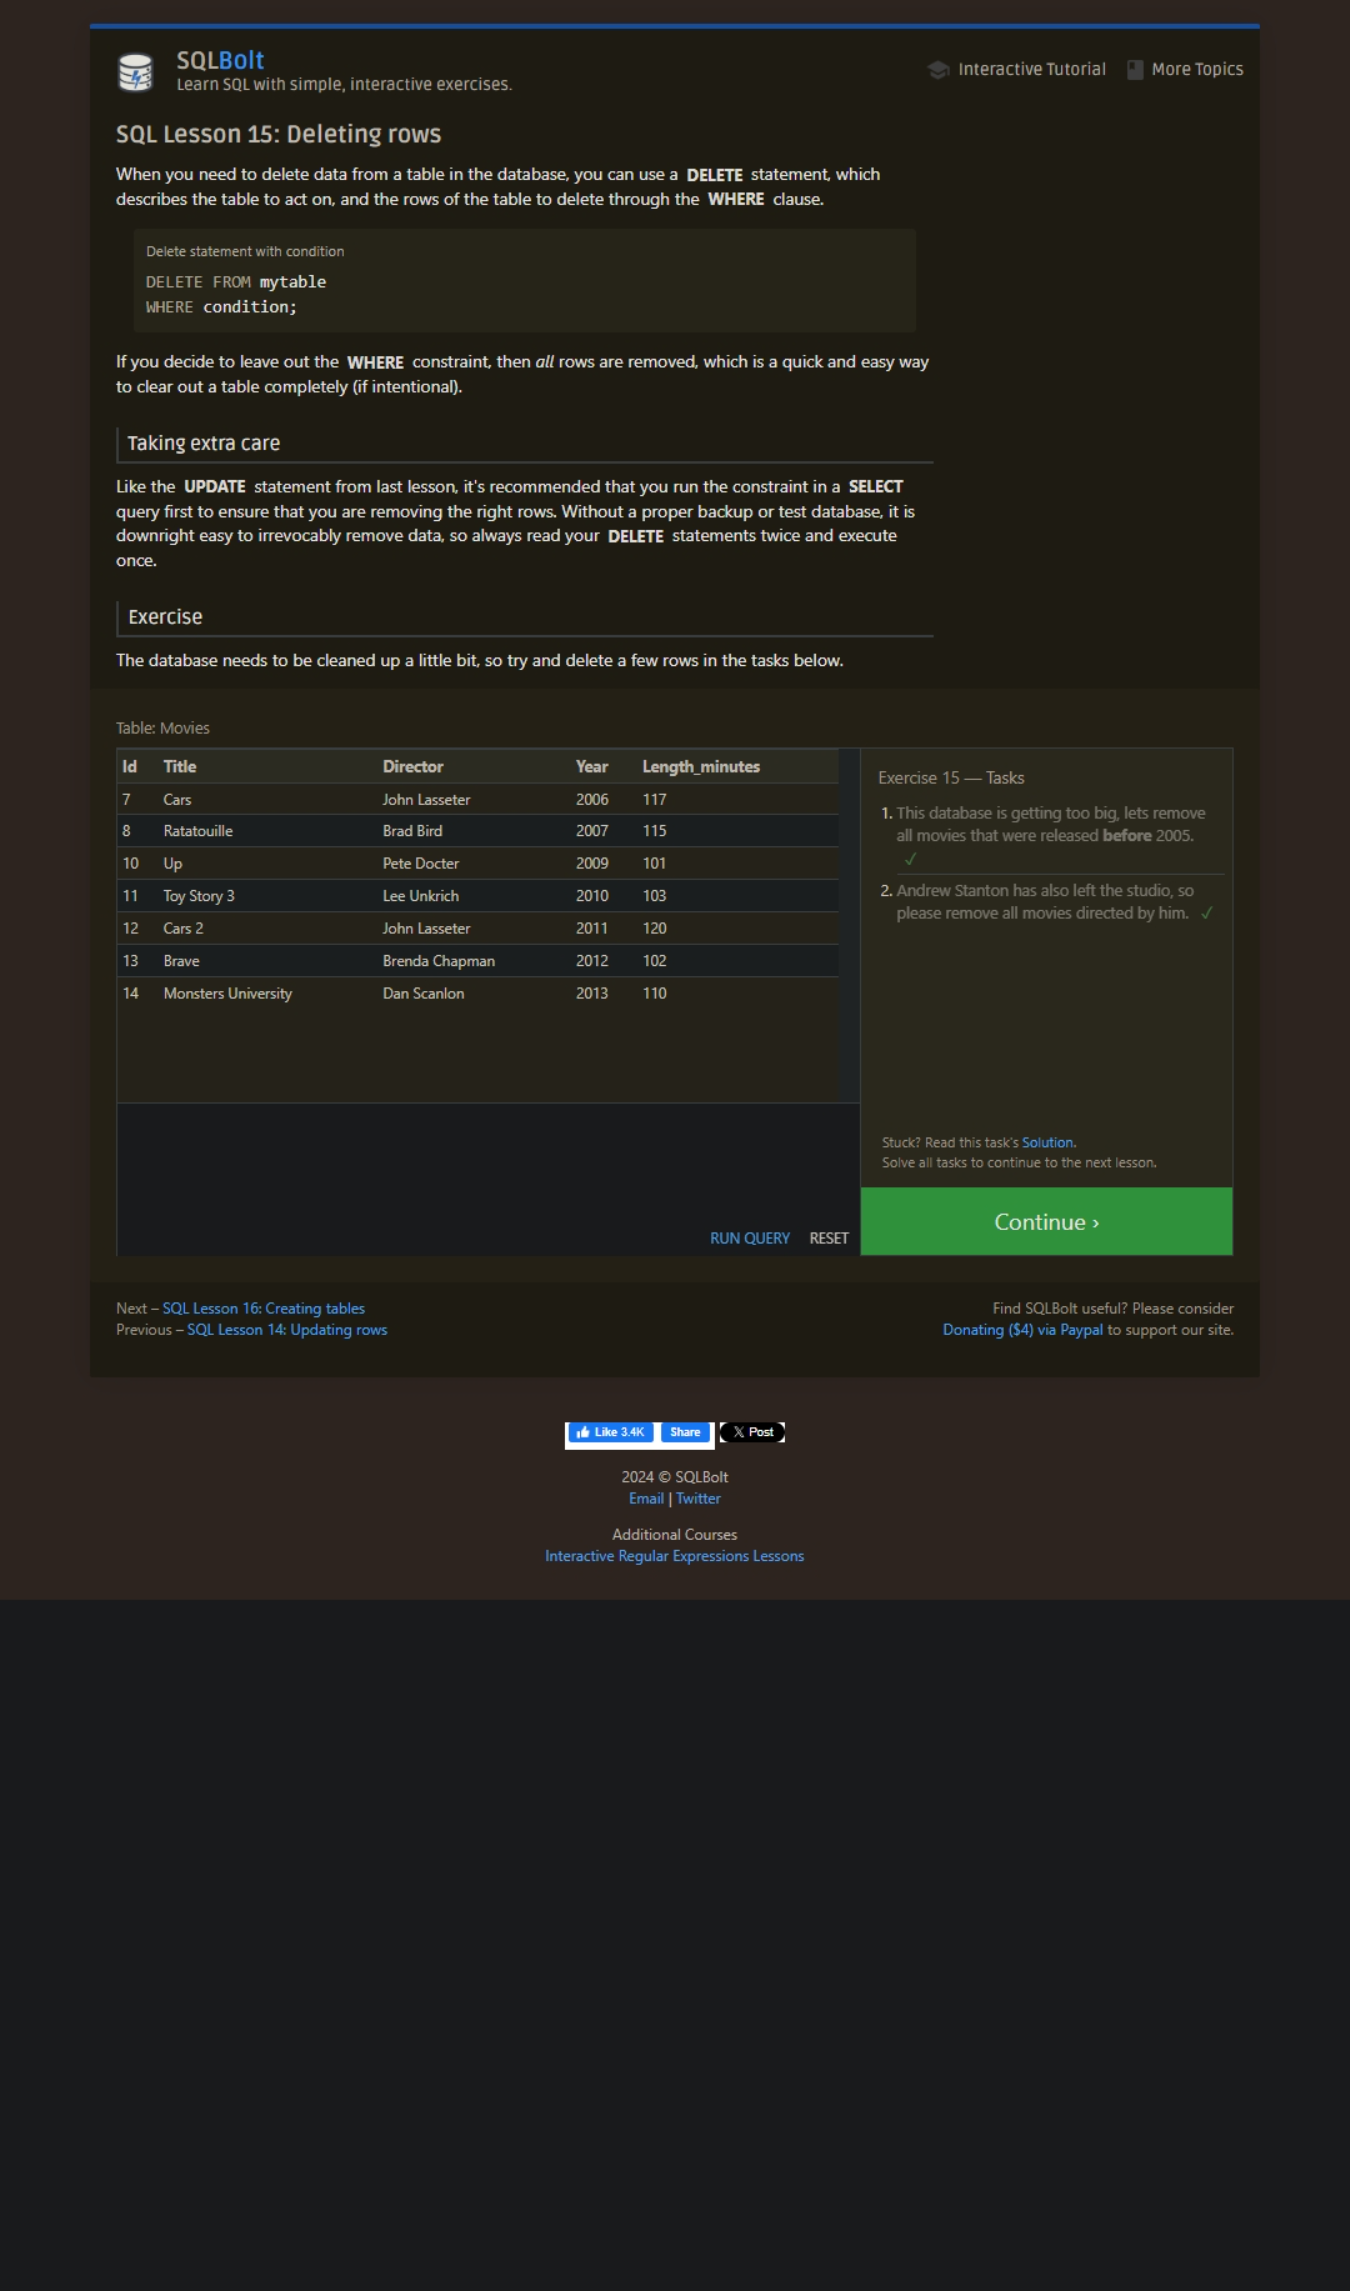 SQLBolt
Learn SQL with simple, interactive exercises.
Interactive Tutorial
More Topics
SQL Lesson 15: Deleting rows
When you need to delete data from a table in the database, you can use a DELETE statement, which
describes the table to act on, and the rows of the table to delete through the WHERE clause.
Delete statement with condition
DELETE FROM mytable
WHERE condition;
If you decide to leave out the WHERE constraint, then all rows are removed, which is a quick and easy way
to clear out a table completely (if intentional).
Taking extra care
Like the UPDATE statement from last lesson, it's recommended that you run the constraint in a SELECT
query first to ensure that you are removing the right rows. Without a proper backup or test database, it is
downright easy to irrevocably remove data, so always read your DELETE statements twice and execute
once.
Exercise
The database needs to be cleaned up a little bit, so try and delete a few rows in the tasks below.
Table: Movies
Id Title Director Year Length_minutes
7 Cars John Lasseter 2006 117
8 Ratatouille Brad Bird 2007 115
10 Up Pete Docter 2009 101
11 Toy Story 3 Lee Unkrich 2010 103
12 Cars 2 John Lasseter 2011 120
13 Brave Brenda Chapman 2012 102
14 Monsters University Dan Scanlon 2013 110
RUN QUERY RESET
Exercise 15 — Tasks
1. This database is getting too big, lets remove
all movies that were released before 2005.
✓
2. Andrew Stanton has also left the studio, so
please remove all movies directed by him. ✓
Stuck? Read this task's Solution.
Solve all tasks to continue to the next lesson.
Continue ›
Next – SQL Lesson 16: Creating tables
Previous – SQL Lesson 14: Updating rows
Find SQLBolt useful? Please consider
Donating ($4) via Paypal to support our site.
Like 3.4K Share X Post
2024 © SQLBolt
Email | Twitter
Additional Courses
Interactive Regular Expressions Lessons